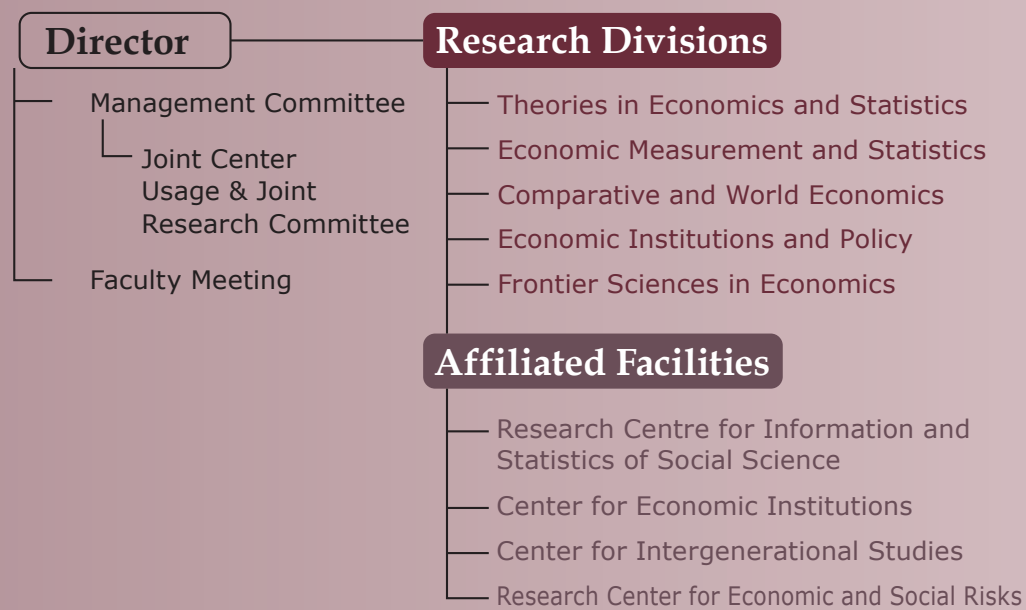 Director
Management Committee
Joint Center
Usage & Joint
Research Committee
Faculty Meeting
Research Divisions
Theories in Economics and Statistics
Economic Measurement and Statistics
Comparative and World Economics
Economic Institutions and Policy
Frontier Sciences in Economics
Affiliated Facilities
Research Centre for Information and
Statistics of Social Science
Center for Economic Institutions
Center for Intergenerational Studies
Research Center for Economic and Social Risks